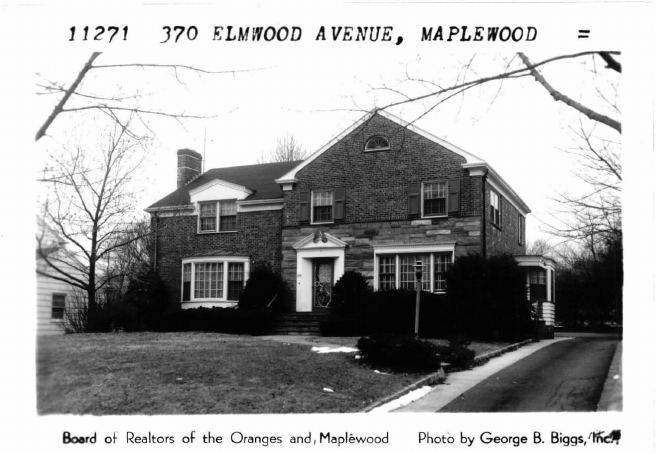 11271 370 ELMWOOD AVENUE, MAPLEWOOD =
Board of Realtors of the Oranges and, Maplewood Photo by George B. Biggs, Inc.